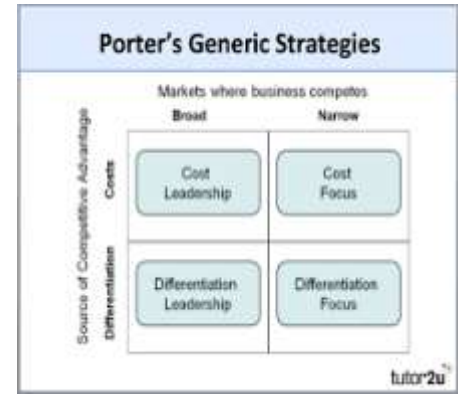 Porter's Generic Strategies
Markets where business competes
Broad
Narrow
Source of Competitive Advantage
Costs
Cost
Leadership
Cost
Focus
Differentiation
Differentiation
Leadership
Differentiation
Focus
tutor2u